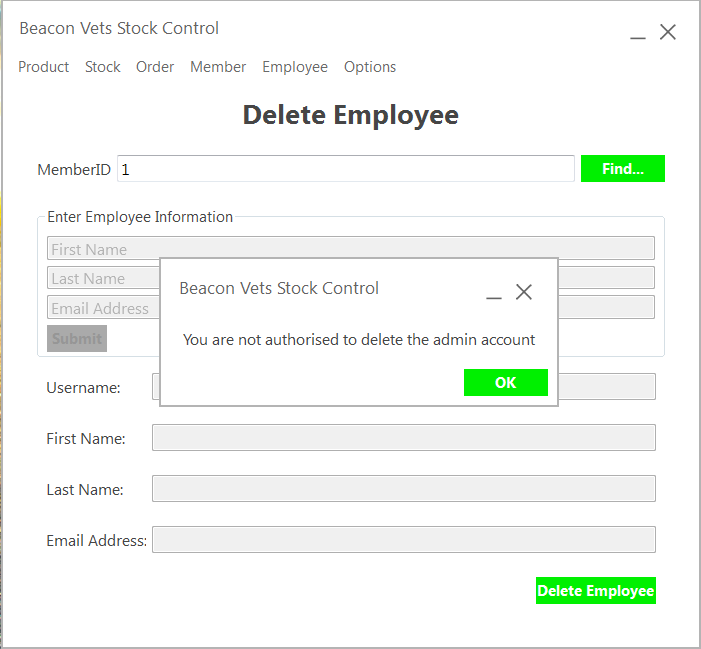 Beacon Vets Stock Control
Product Stock Order Member Employee Options
Delete Employee
MemberID 1 Find...
Enter Employee Information
First Name
Last Name
Email Address
Submit
Beacon Vets Stock Control
You are not authorised to delete the admin account
OK
Username:
First Name:
Last Name:
Email Address:
Delete Employee